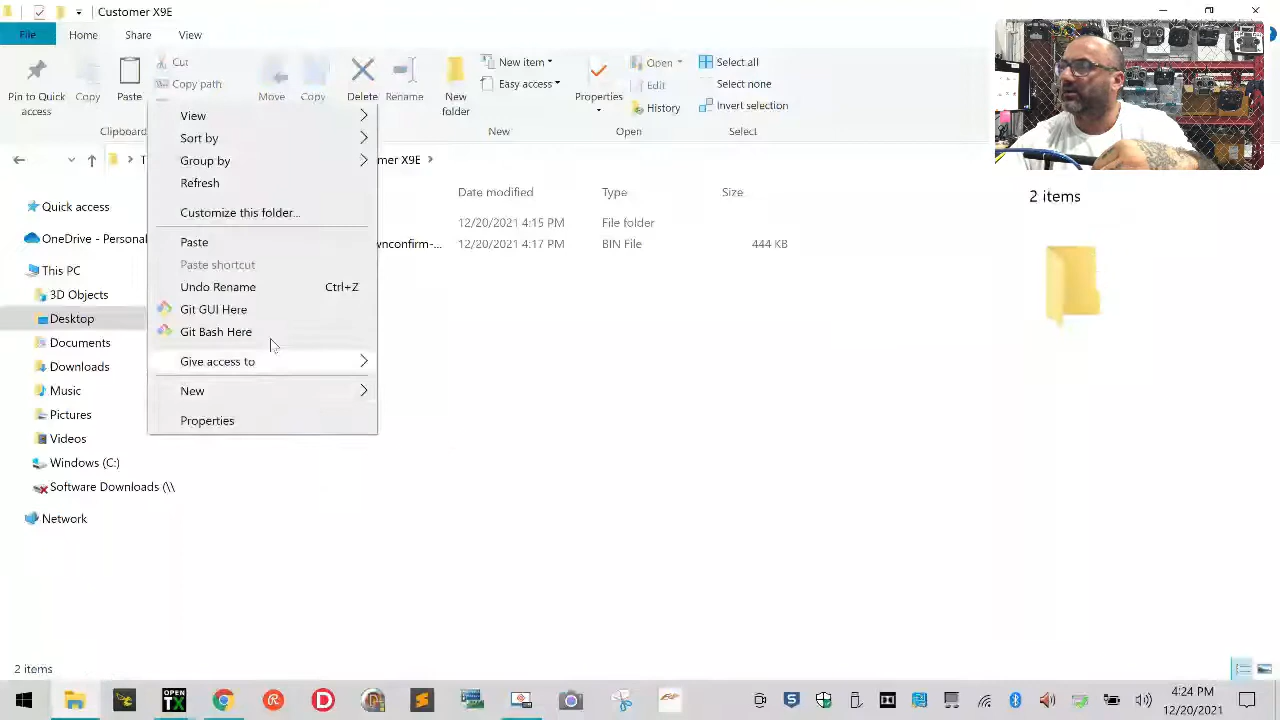 Customer X9E
File Home Share View
Pin to Quick access
Copy
Paste
Cut
Copy path
Clipboard
Move
Copy
Delete
Rename
New folder
New item
Easy access
New
Properties
Open
Edit
History
Open
Select all
Select none
Invert selection
Select
T
mer X9E
Date modified Type Size
12/20/2021 4:15 PM File folder
wnconfirm-... 12/20/2021 4:17 PM BIN File 444 KB
2 items
View
Sort by
Group by
Refresh
Customize this folder...
Paste
Paste shortcut
Undo Rename Ctrl+Z
Git GUI Here
Git Bash Here
Give access to
New
Properties
Quick access
OneDrive - Personal
This PC
3D Objects
Desktop
Documents
Downloads
Music
Pictures
Videos
Windows (C:)
Software Downloads (\\
Network
2 items
OPEN
TX
4:24 PM
12/20/2021